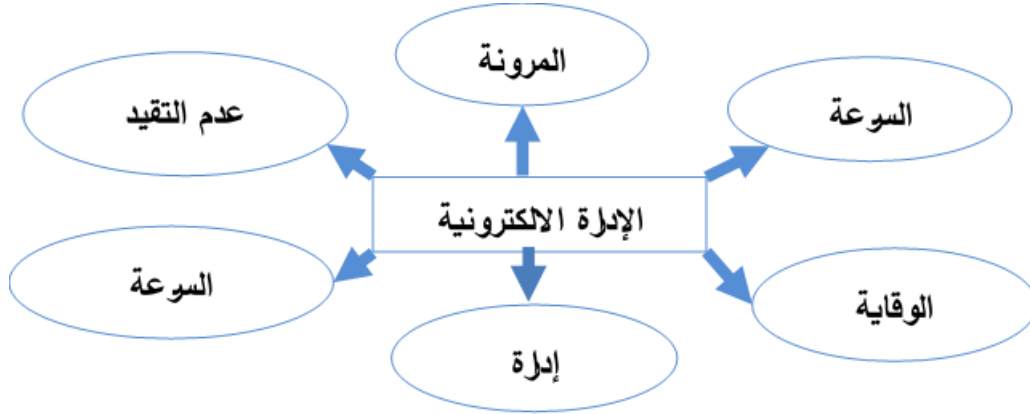 المرونة
السرعة
عدم التقيد
الإدارة الالكترونية
السرعة
الوقاية
إدارة